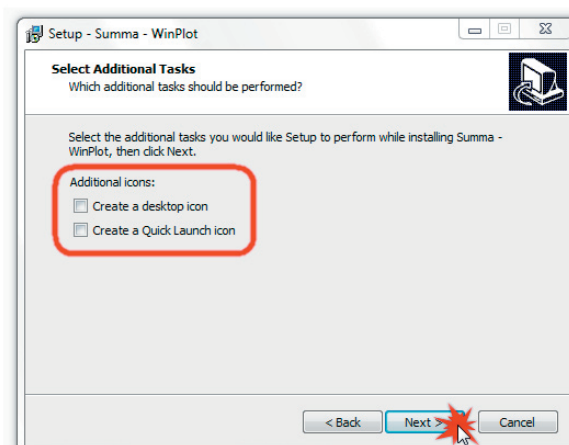 Setup - Summa - WinPlot
Select Additional Tasks
Which additional tasks should be performed?
Select the additional tasks you would like Setup to perform while installing Summa -
WinPlot, then click Next.
Additional icons:
Create a desktop icon
Create a Quick Launch icon
< Back
Next >
Cancel